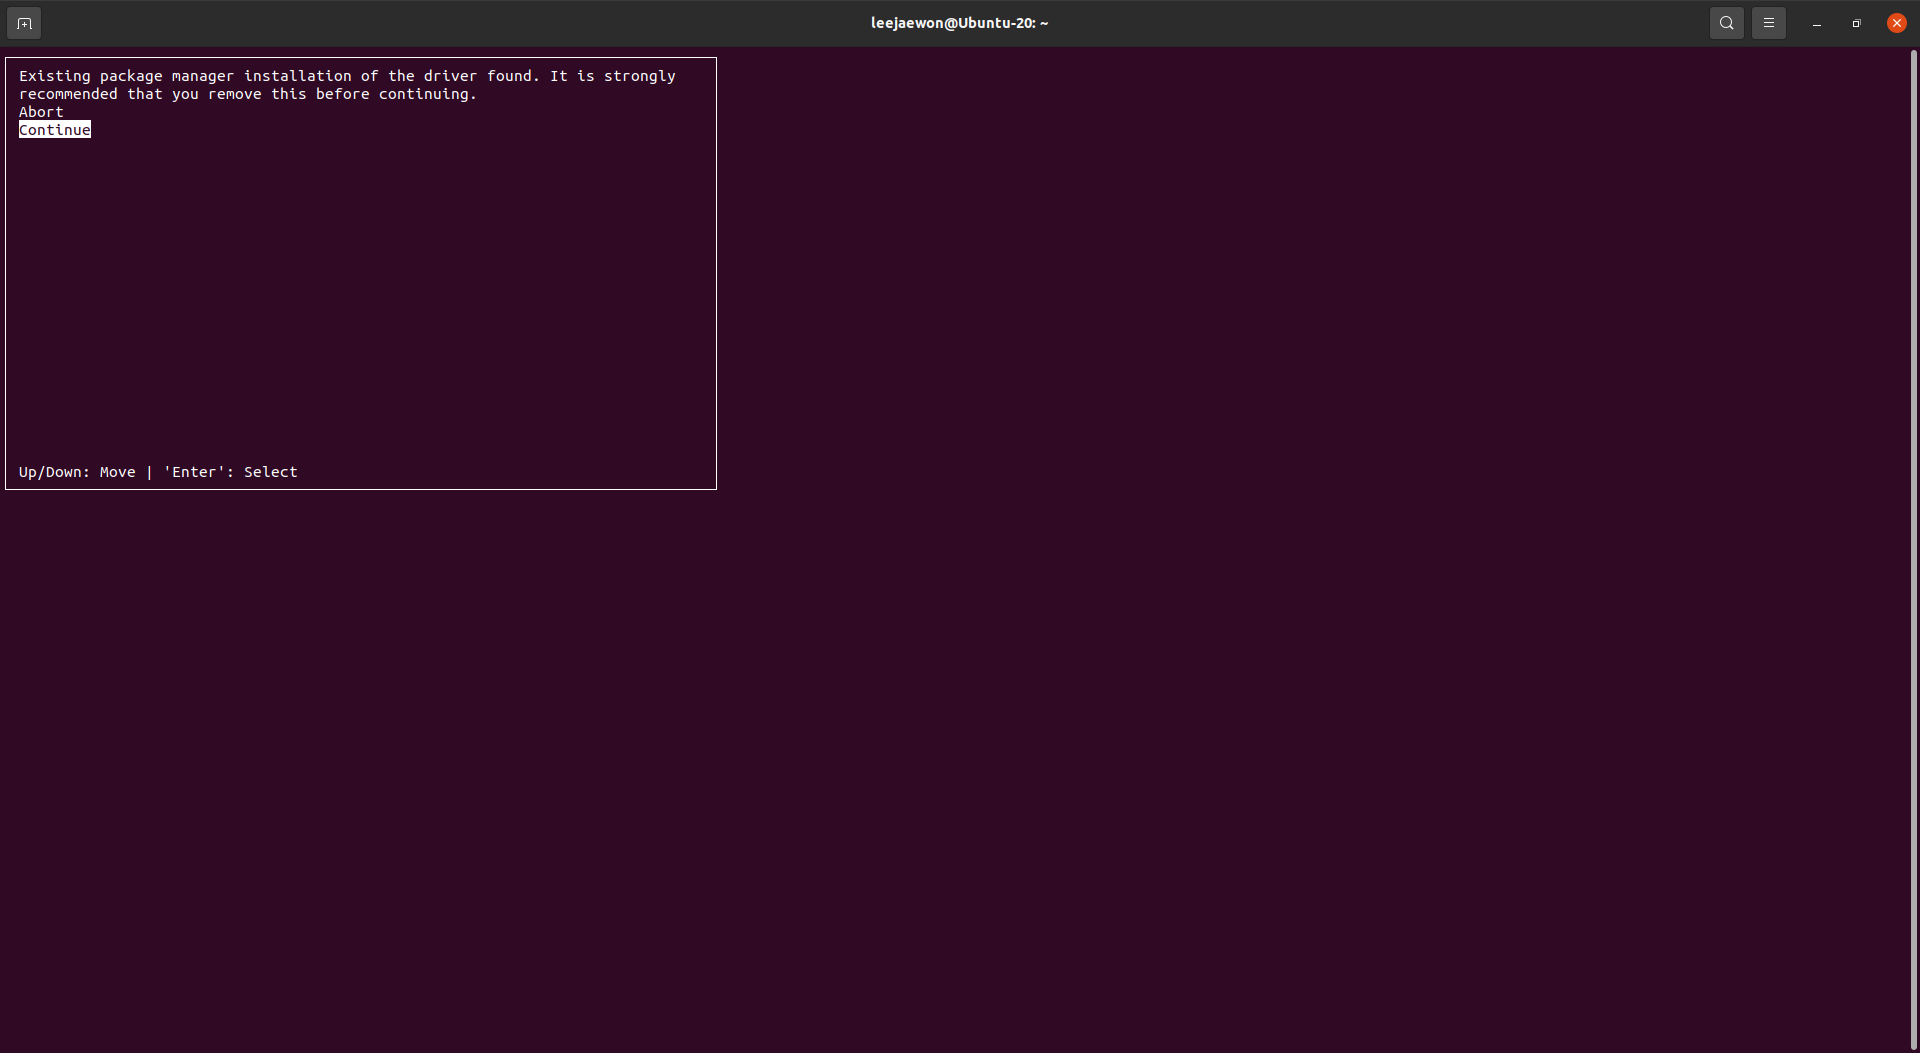 leejaewon@Ubuntu-20: ~
Existing package manager installation of the driver found. It is strongly
recommended that you remove this before continuing.
Abort
Continue
Up/Down: Move | 'Enter': Select